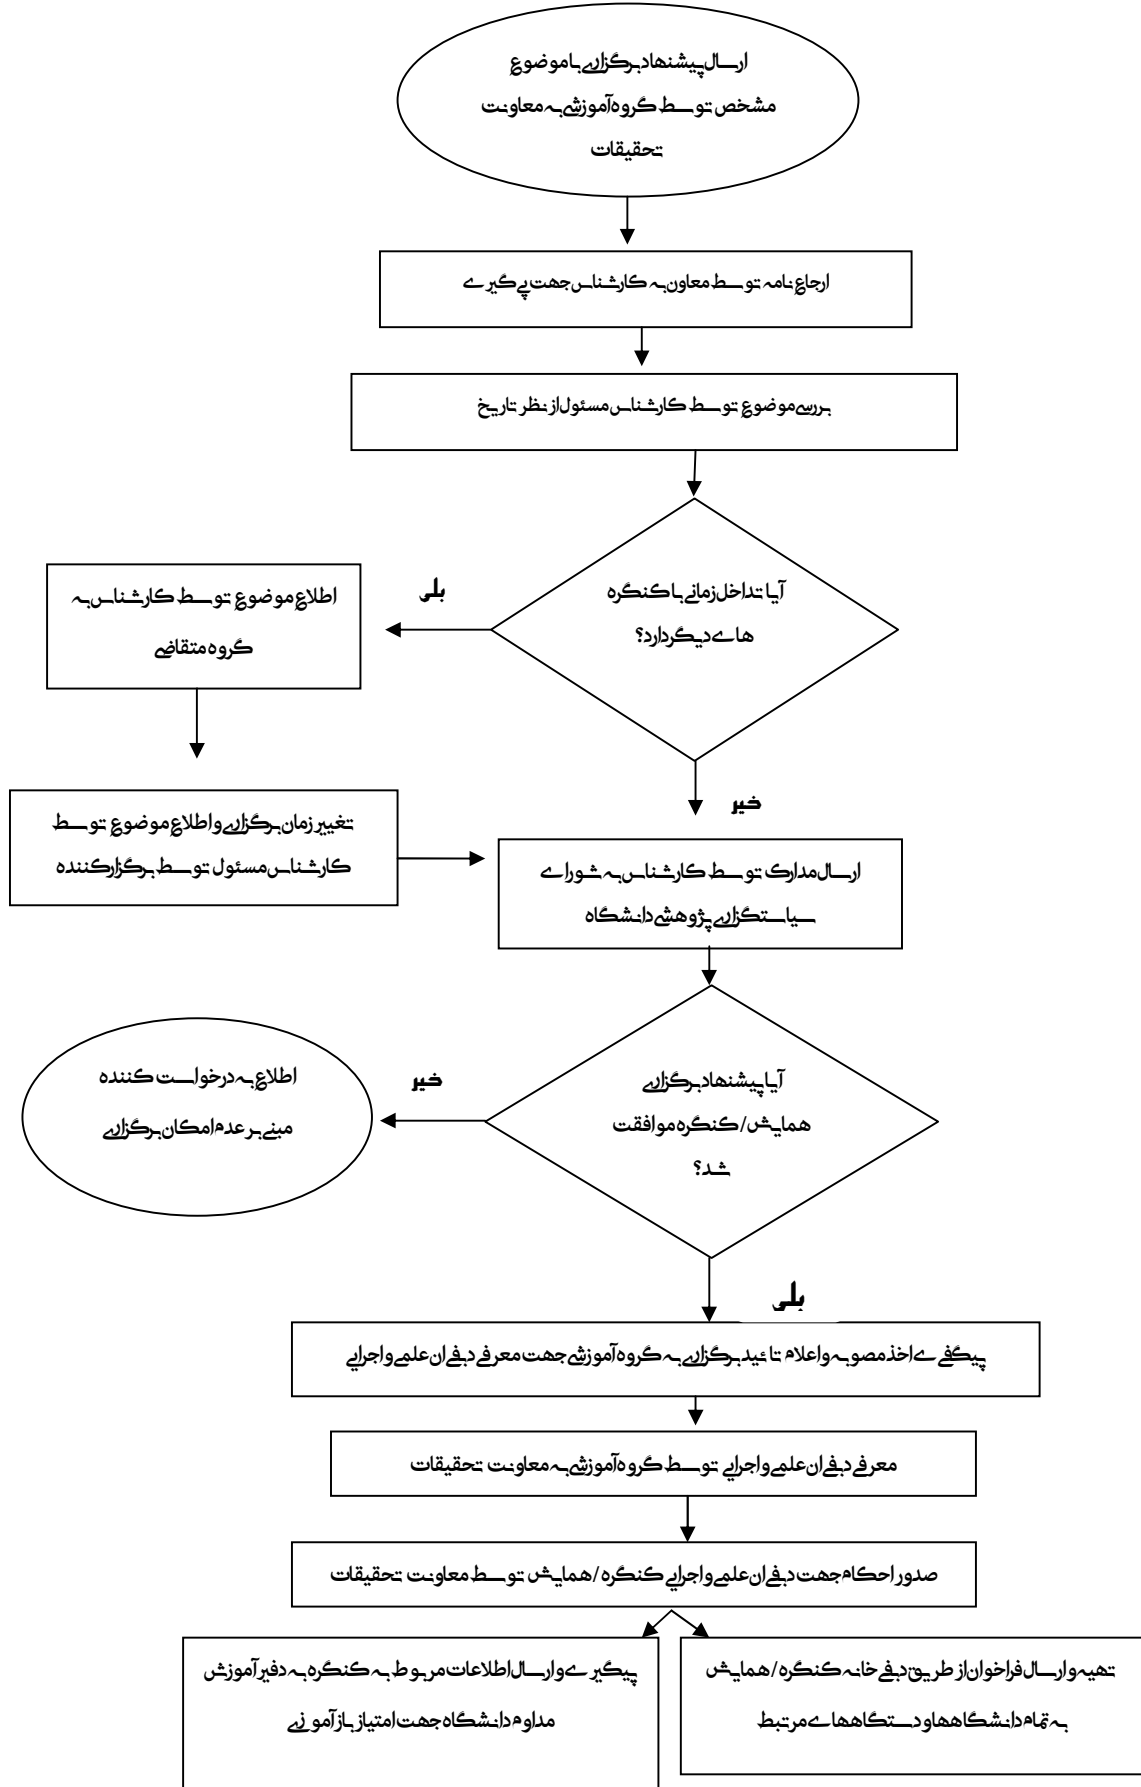 ارسال پیشنهاد برگزاری با موضوع
مشخص توسط گروه آموزشی به معاونت
تحقیقات
ارجاع نامه توسط معاون به کارشناس جهت پی گیری
بررسی موضوع توسط کارشناس مسئول از نظر تاریخ
آیا تداخل زمانی با کنگره
های دیگر دارد؟
بلی
اطلاع موضوع توسط کارشناس به
گروه متقاضی
خیر
تغییر زمان برگزاری و اطلاع موضوع توسط
کارشناس مسئول توسط برگزارکننده
ارسال مدارک توسط کارشناس به شورای
سیاستگزاری پژوهشی دانشگاه
آیا پیشنهاد برگزاری
همایش/کنگره موافقت
شد؟
خیر
اطلاع به درخواست کننده
مبنی بر عدم امکان برگزاری
بلی
پیگیری اخذ مصوبه و اعلام تائید برگزاری به گروه آموزشی جهت معرفی دبیران علمی و اجرایی
معرفی دبیران علمی و اجرایی توسط گروه آموزشی به معاونت تحقیقات
صدور احکام جهت دبیران علمی و اجرایی کنگره/همایش توسط معاونت تحقیقات
تهیه و ارسال فراخوان از طریق دبیرخانه کنگره/همایش
به تمام دانشگاهها و دستگاههای مرتبط
پیگیری و ارسال اطلاعات مربوط به کنگره به دفتر آموزش
مداوم دانشگاه جهت امتیاز بازآموزی